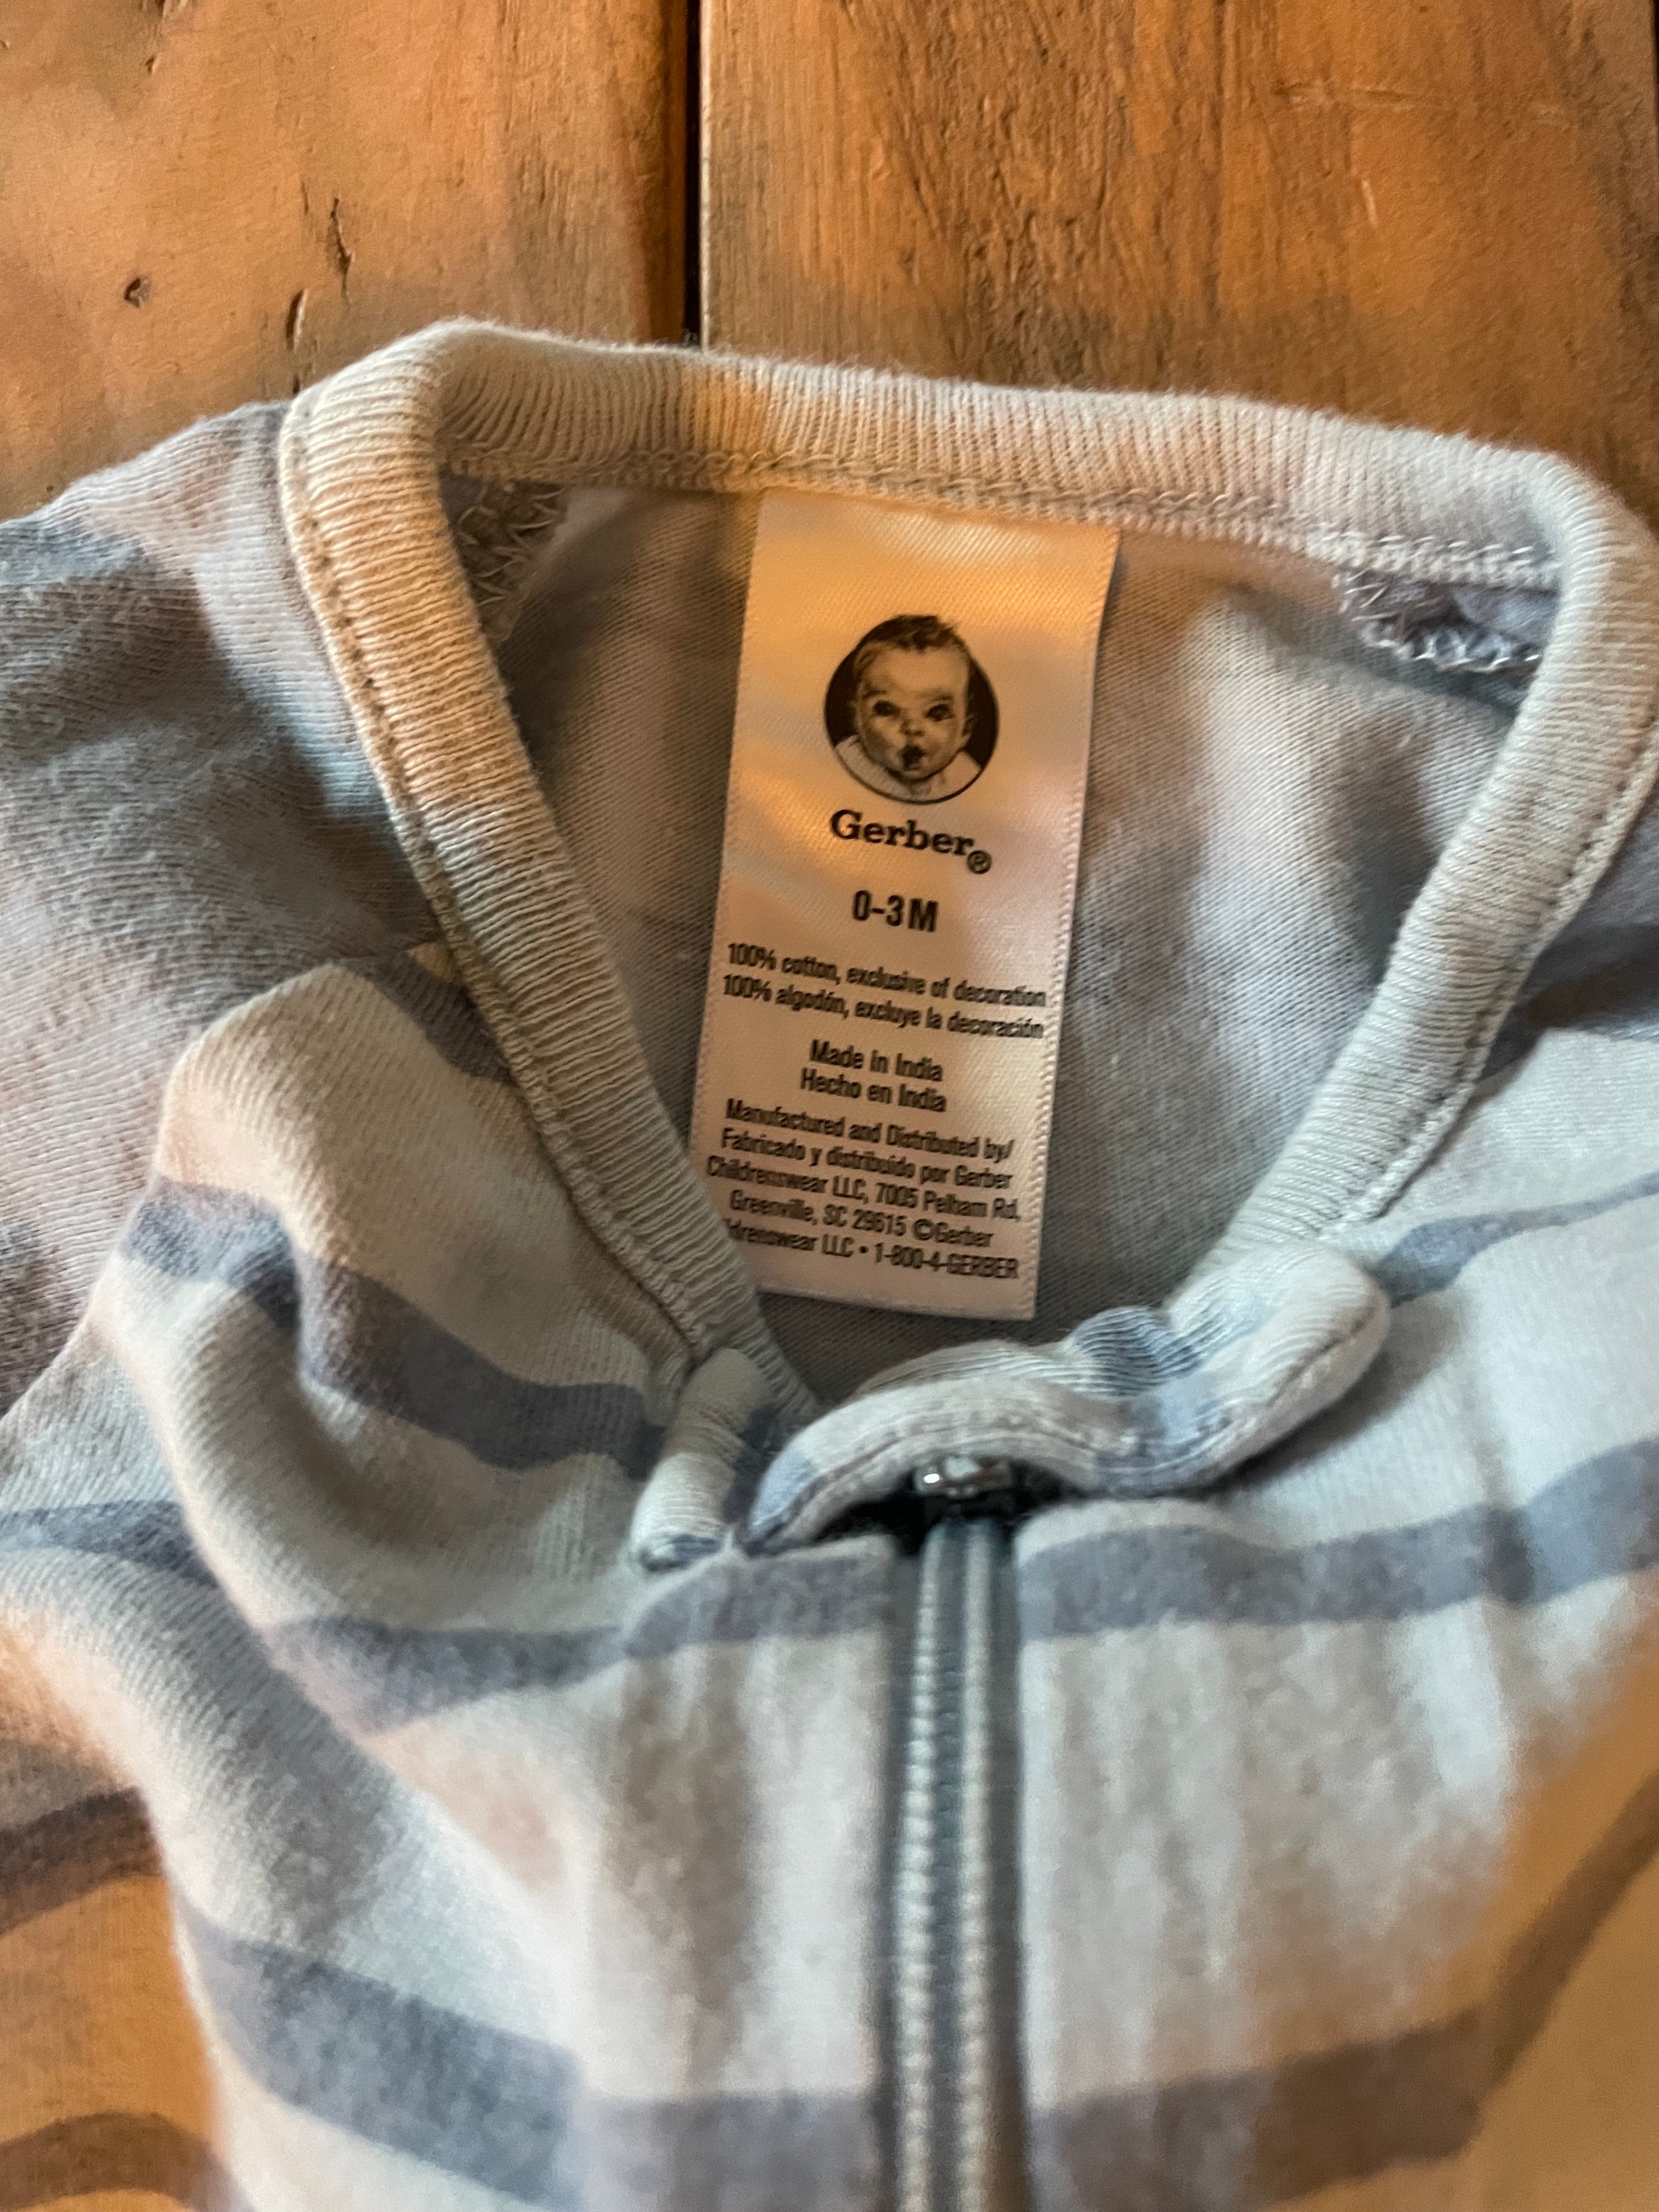 Gerber®
0-3M
100% cotton, exclusive of decoration
100% algodón, excluye la decoración
Made in India
Hecho en India
Manufactured and Distributed by/
Fabricado y distribuido por Gerber
Childrenswear LLC, 7005 Pelham Rd,
Greenville, SC 29615 ©Gerber
ldrenswear LLC • 1-800-4-GERBER